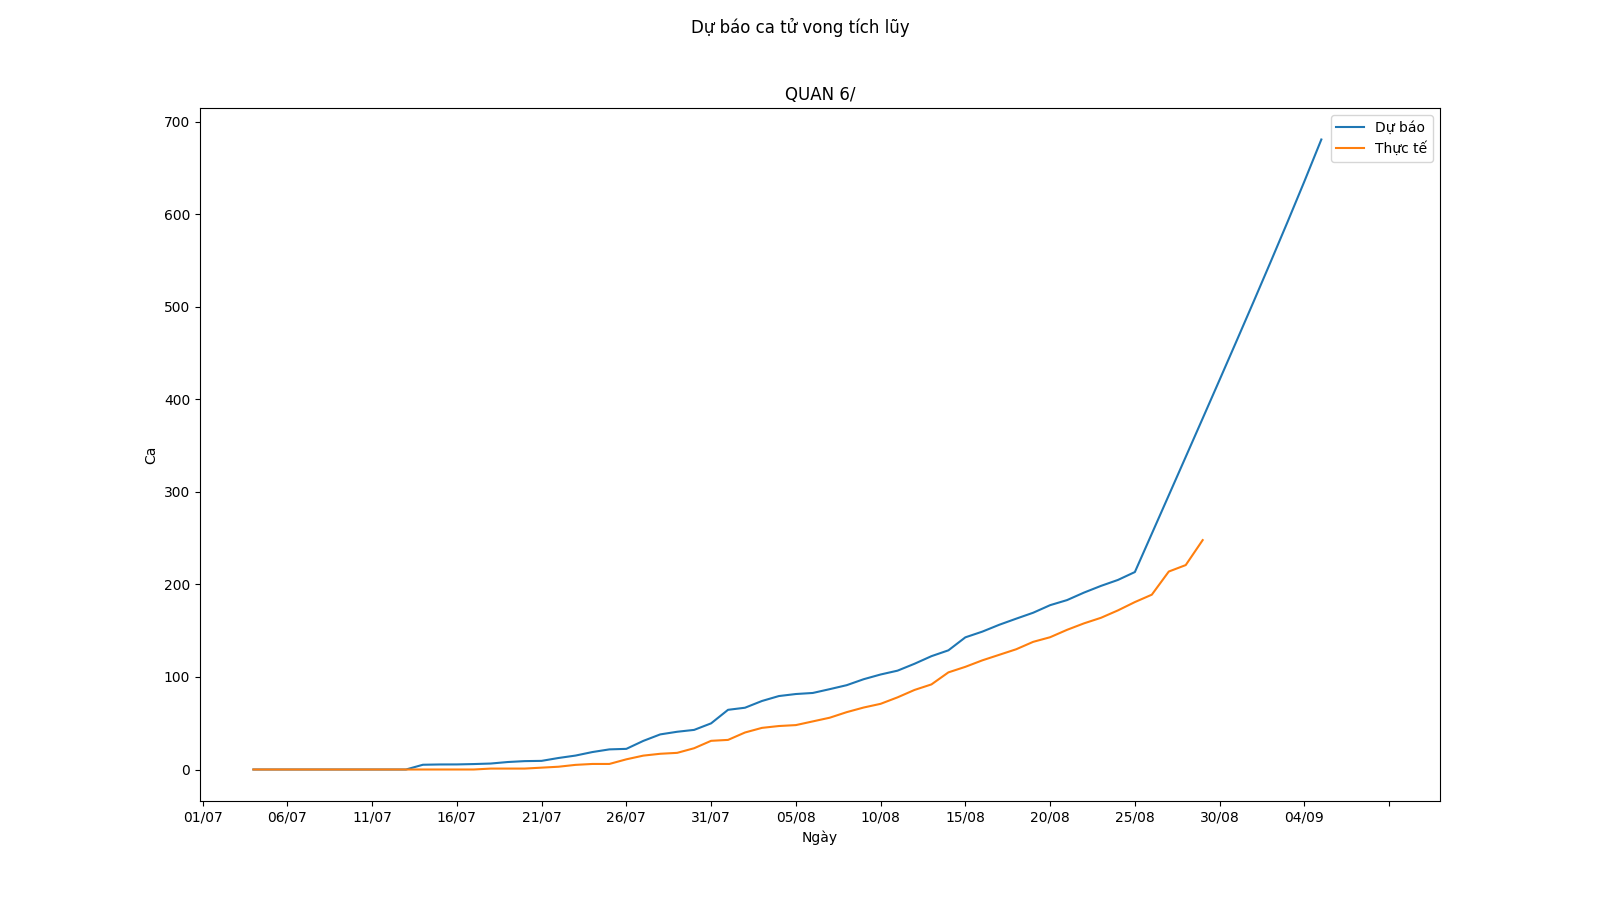 Dự báo ca tử vong tích lũy
QUAN 6/
Dự báo
Thực tế
700
600
500
400
300
200
100
0
Ca
01/07 06/07 11/07 16/07 21/07 26/07 31/07 05/08 10/08 15/08 20/08 25/08 30/08 04/09
Ngày